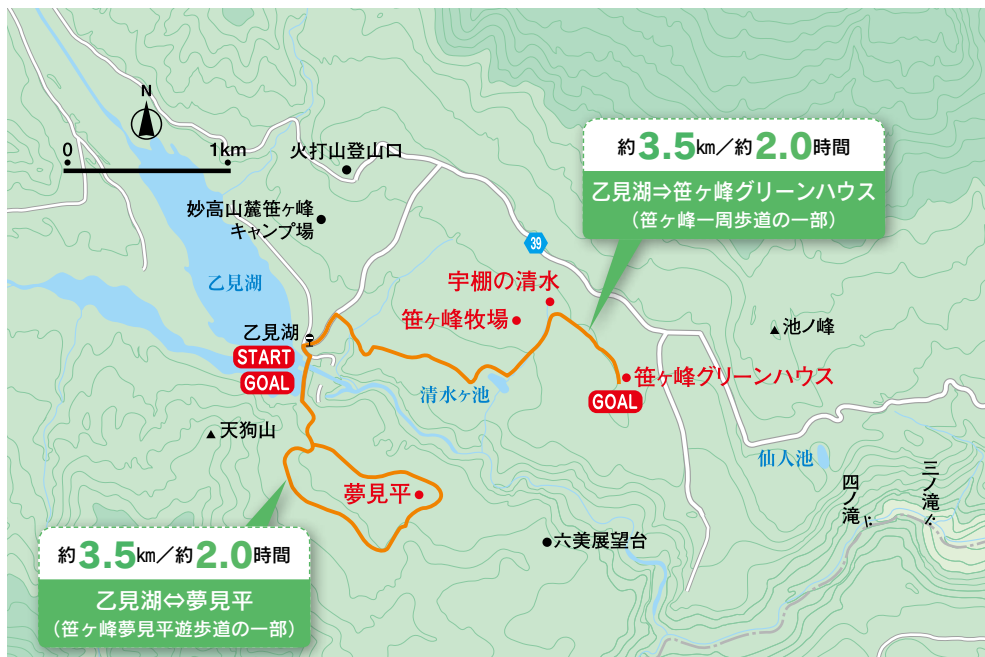 N
0
1km
火打山登山口
約3.5km／約2.0時間
乙見湖⇒笹ヶ峰グリーンハウス
（笹ヶ峰一周歩道の一部）
妙高山麓笹ヶ峰
キャンプ場
39
乙見湖
宇棚の清水
笹ヶ峰牧場
池ノ峰
乙見湖
START
GOAL
清水ヶ池
笹ヶ峰グリーンハウス
GOAL
天狗山
仙人池
夢見平
四ノ滝
三ノ滝
六美展望台
約3.5km／約2.0時間
乙見湖⇔夢見平
（笹ヶ峰夢見平遊歩道の一部）